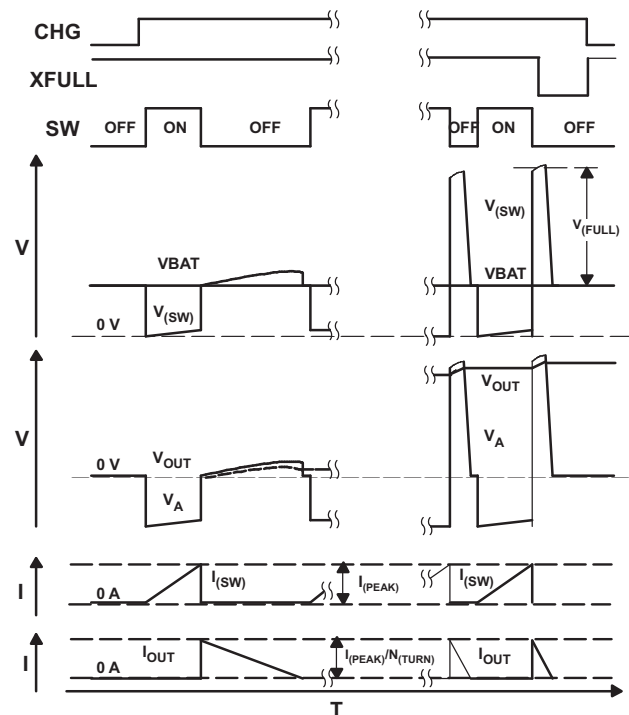 CHG
XFULL
SW OFF ON OFF OFF ON OFF
V
V(SW)
V(FULL)
VBAT VBAT
0 V V(SW)
V
VOUT
VA
0 V VOUT
VA
I
0 A I(SW) I(PEAK) I(SW)
I
0 A IOUT I(PEAK)/N(TURN) IOUT
T